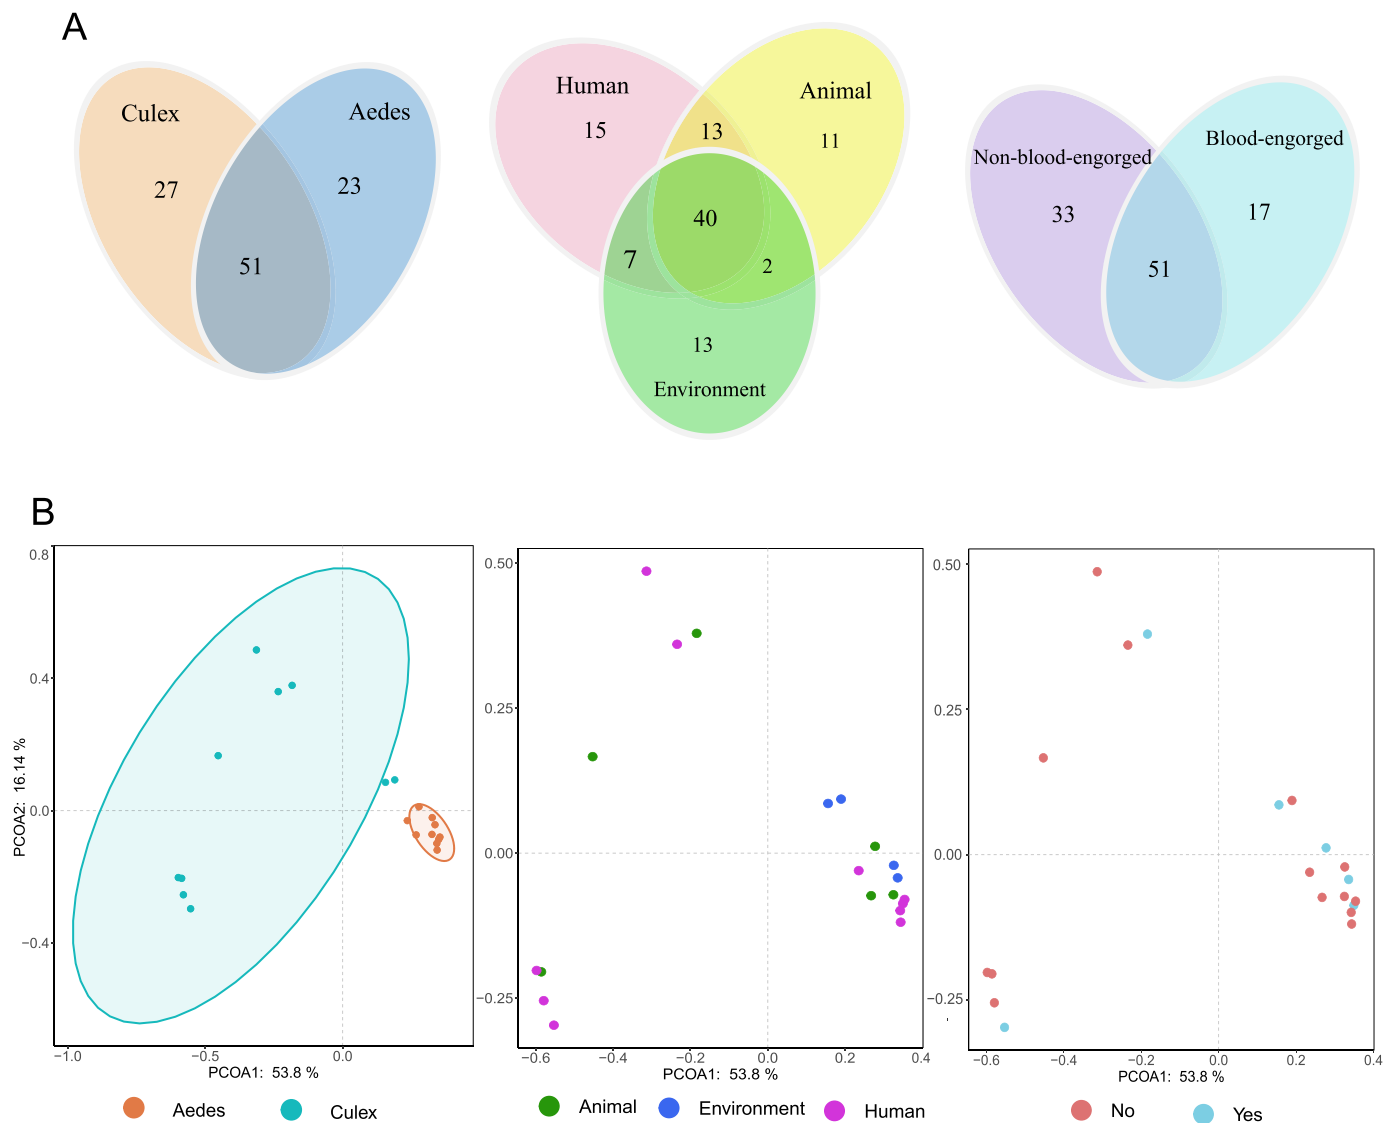 A
Culex
Aedes
27
23
51
Human
Animal
15
13
11
40
7
2
13
Environment
Non-blood-engorged
Blood-engorged
33
17
51
B
0.8
0.4
0.0
−0.4
PCOA2: 16.14 %
−1.0 −0.5 0.0
PCOA1: 53.8 %
Aedes Culex
0.50
0.25
0.00
−0.25
−0.6 −0.4 −0.2 0.0 0.2 0.4
PCOA1: 53.8 %
Animal Environment Human
0.50
0.25
0.00
−0.25
−0.6 −0.4 −0.2 0.0 0.2 0.4
PCOA1: 53.8 %
No Yes